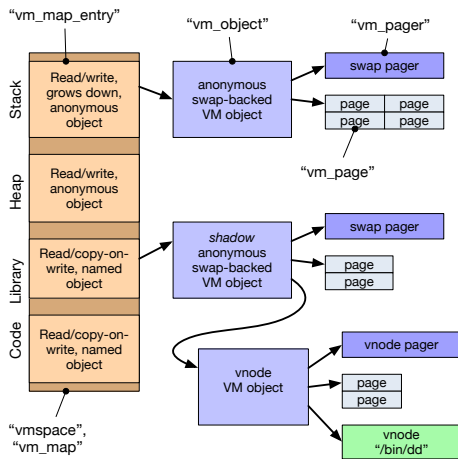 “vm_map_entry”
“vm_object”
“vm_pager”
Stack
Read/write,
grows down,
anonymous
object
anonymous
swap-backed
VM object
swap pager
page
page
page
page
“vm_page”
Heap
Read/write,
anonymous
object
Library
Read/copy-on-
write, named
object
shadow
anonymous
swap-backed
VM object
swap pager
page
page
Code
Read/copy-on-
write, named
object
vnode
VM object
vnode pager
page
page
vnode
“/bin/dd”
“vmspace”,
“vm_map”